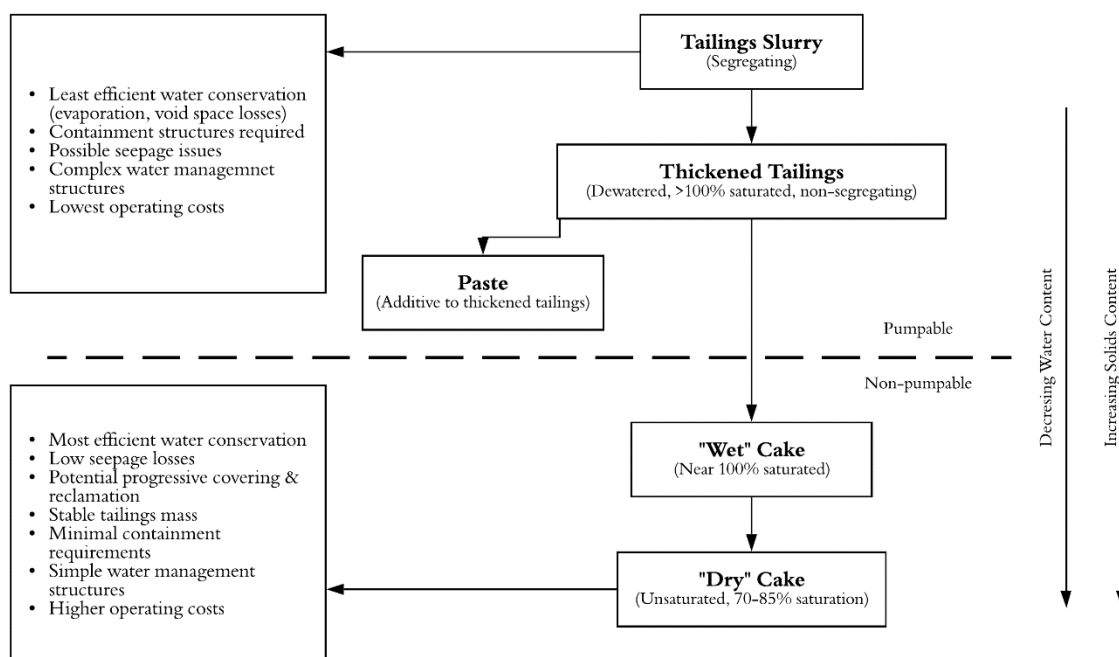 Tailings Slurry
(Segregating)
• Least efficient water conservation
(evaporation, void space losses)
• Containment structures required
• Possible seepage issues
• Complex water managemnet
structures
• Lowest operating costs
Thickened Tailings
(Dewatered, >100% saturated, non-segregating)
Paste
(Additive to thickened tailings)
Pumpable
Non-pumpable
"Wet" Cake
(Near 100% saturated)
• Most efficient water conservation
• Low seepage losses
• Potential progressive covering &
reclamation
• Stable tailings mass
• Minimal containment
requirements
• Simple water management
structures
• Higher operating costs
"Dry" Cake
(Unsaturated, 70-85% saturation)
Decresing Water Content
Increasing Solids Content